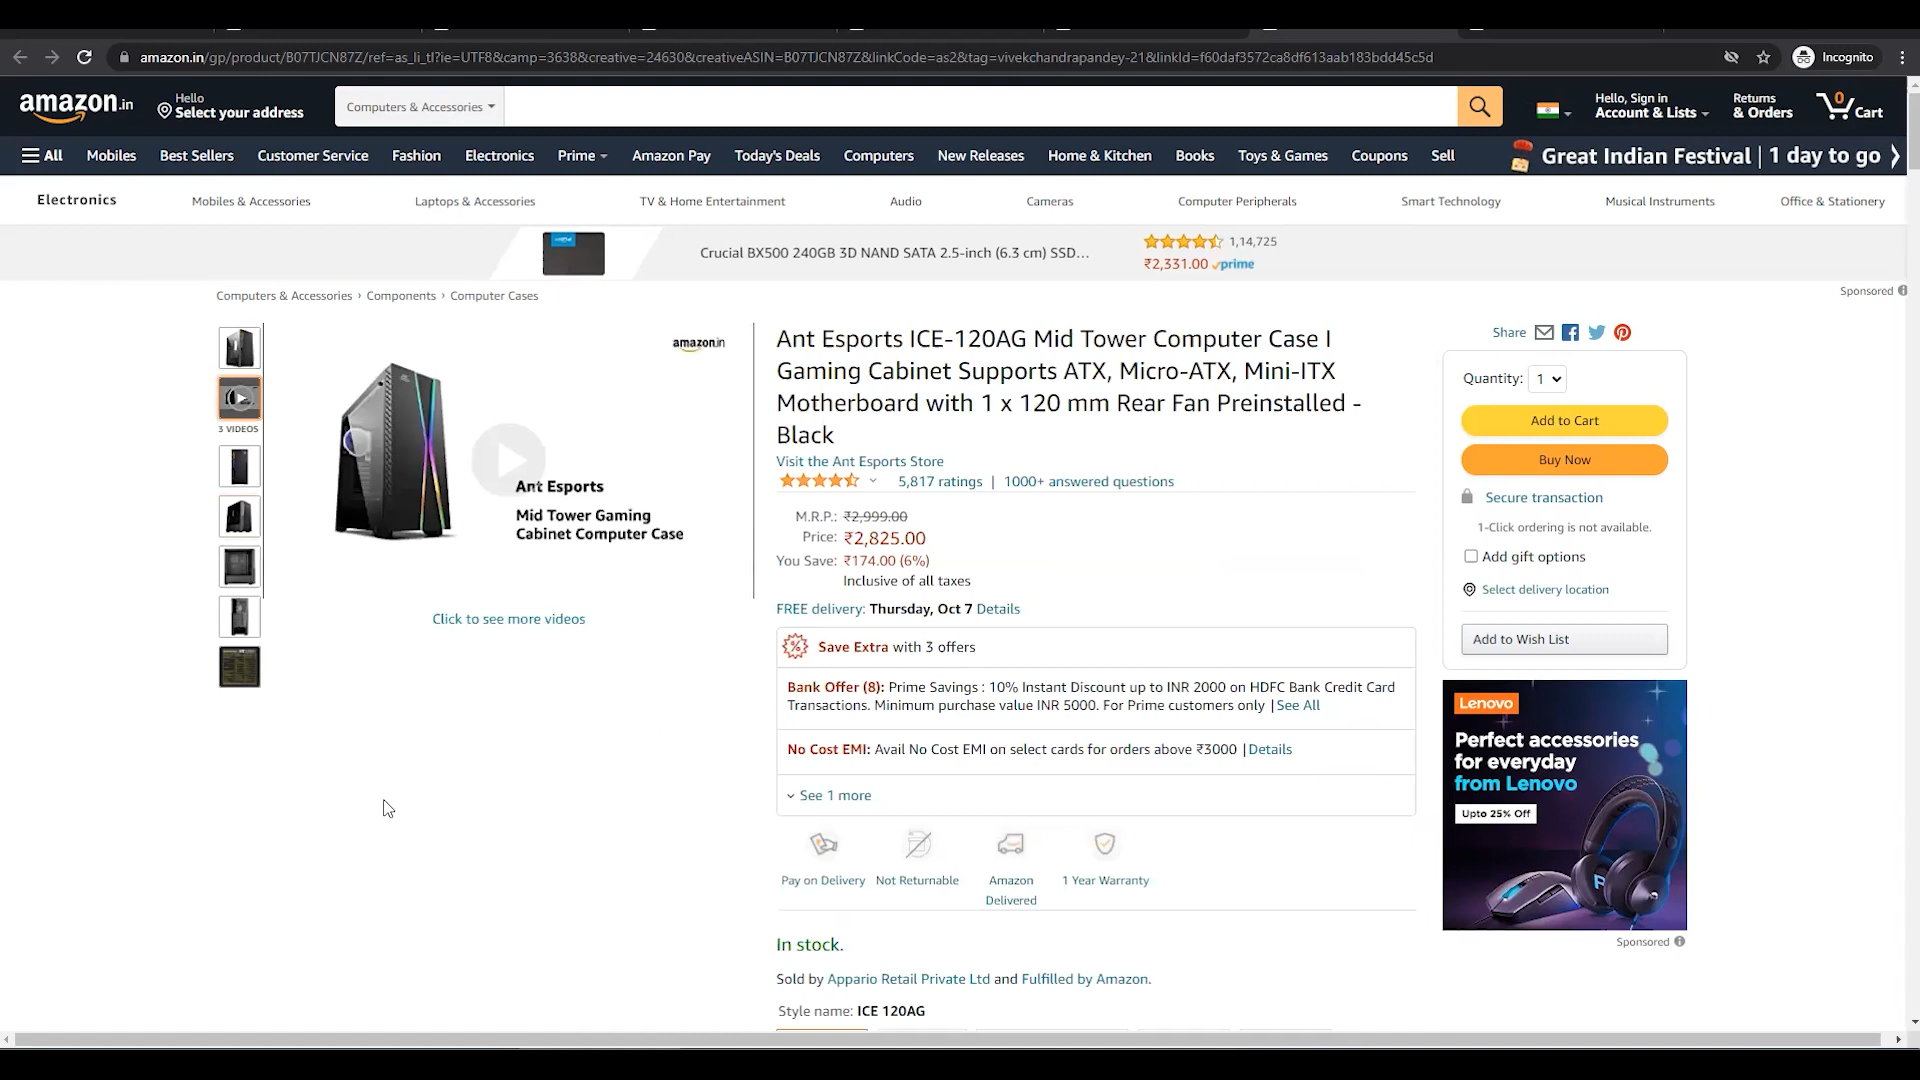 amazon.in/gp/product/B07TJCN87Z/ref=as_li_tl?ie=UTF8&camp=3638&creative=24630&creativeASIN=B07TJCN87Z&linkCode=as2&tag=vivekchandrapandey-21&linkId=f60daf3572ca8df613aab183bdd45c5d
Incognito
amazon.in
Hello
Select your address
Computers & Accessories
Hello, Sign in
Account & Lists
Returns
& Orders
0
Cart
All Mobiles Best Sellers Customer Service Fashion Electronics Prime Amazon Pay Today's Deals Computers New Releases Home & Kitchen Books Toys & Games Coupons Sell Great Indian Festival | 1 day to go
Electronics Mobiles & Accessories Laptops & Accessories TV & Home Entertainment Audio Cameras Computer Peripherals Smart Technology Musical Instruments Office & Stationery
Crucial BX500 240GB 3D NAND SATA 2.5-inch (6.3 cm) SSD...
1,14,725
₹2,331.00 prime
Sponsored
Computers & Accessories › Components › Computer Cases
3 VIDEOS
amazon.in
Ant Esports
Mid Tower Gaming
Cabinet Computer Case
Click to see more videos
Ant Esports ICE-120AG Mid Tower Computer Case I
Gaming Cabinet Supports ATX, Micro-ATX, Mini-ITX
Motherboard with 1 x 120 mm Rear Fan Preinstalled -
Black
Visit the Ant Esports Store
5,817 ratings | 1000+ answered questions
M.R.P.: ₹2,999.00
Price: ₹2,825.00
You Save: ₹174.00 (6%)
Inclusive of all taxes
FREE delivery: Thursday, Oct 7 Details
Save Extra with 3 offers
Bank Offer (8): Prime Savings : 10% Instant Discount up to INR 2000 on HDFC Bank Credit Card
Transactions. Minimum purchase value INR 5000. For Prime customers only | See All
No Cost EMI: Avail No Cost EMI on select cards for orders above ₹3000 | Details
See 1 more
Pay on Delivery
Not Returnable
Amazon
Delivered
1 Year Warranty
In stock.
Sold by Appario Retail Private Ltd and Fulfilled by Amazon.
Style name: ICE 120AG
Share
Quantity: 1
Add to Cart
Buy Now
Secure transaction
1-Click ordering is not available.
Add gift options
Select delivery location
Add to Wish List
Lenovo
Perfect accessories
for everyday
from Lenovo
Upto 25% Off
Sponsored